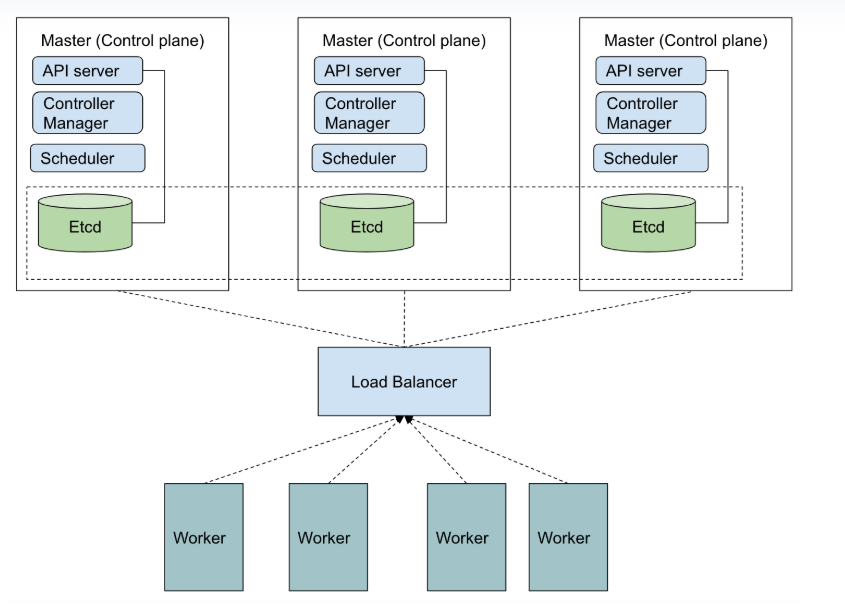 Master (Control plane)
API server
Controller
Manager
Scheduler
Etcd
Master (Control plane)
API server
Controller
Manager
Scheduler
Etcd
Master (Control plane)
API server
Controller
Manager
Scheduler
Etcd
Load Balancer
Worker
Worker
Worker
Worker